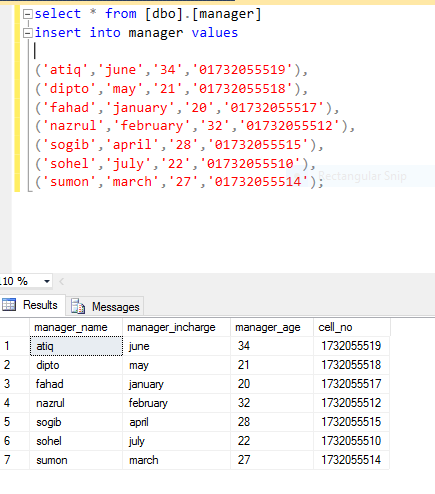 select * from [dbo].[manager]
insert into manager values
('atiq','june','34','01732055519'),
('dipto','may','21','01732055518'),
('fahad','january','20','01732055517'),
('nazrul','february','32','01732055512'),
('sogib','april','28','01732055515'),
('sohel','july','22','01732055510'),
('sumon','march','27','01732055514');
Rectangular Snip
110 %
Results Messages
manager_name manager_incharge manager_age cell_no
1 atiq june 34 1732055519
2 dipto may 21 1732055518
3 fahad january 20 1732055517
4 nazrul february 32 1732055512
5 sogib april 28 1732055515
6 sohel july 22 1732055510
7 sumon march 27 1732055514